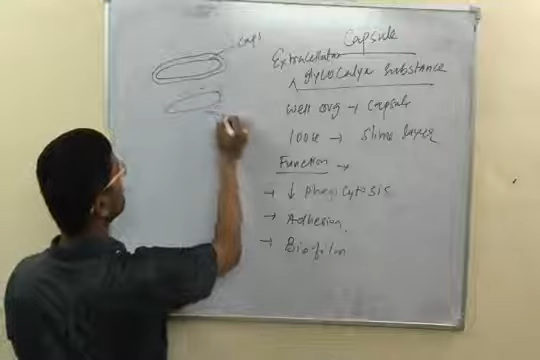 Capsule
Extracellular
glycocalyx substance
well org → capsule
loose → slime layer
Function →
→ ↓ phagocytosis
→ Adhesion
→ Biofilm
caps